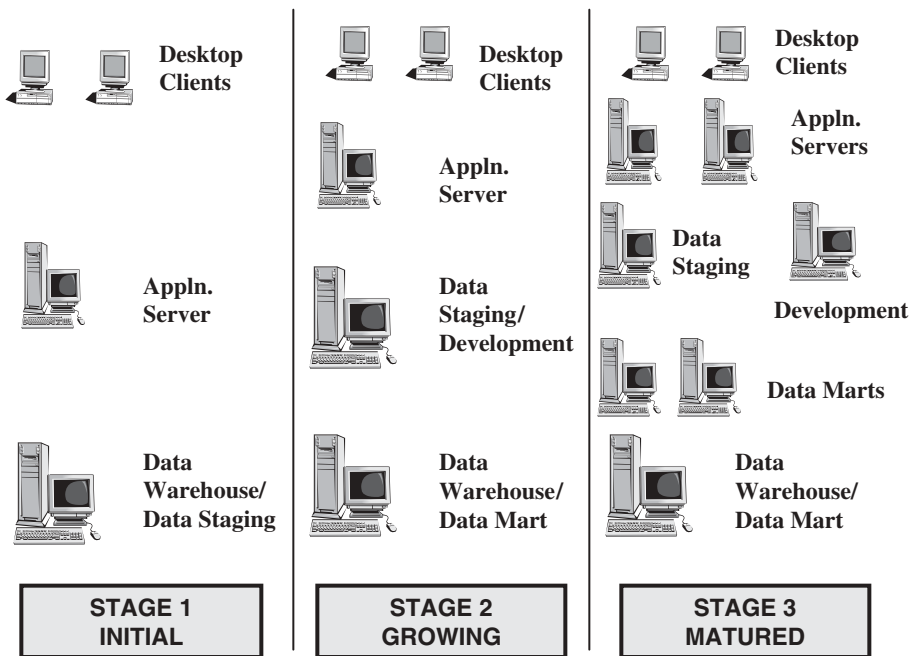 Desktop
Clients
Appln.
Server
Data
Warehouse/
Data Staging
STAGE 1
INITIAL
Desktop
Clients
Appln.
Server
Data
Staging/
Development
Data
Warehouse/
Data Mart
STAGE 2
GROWING
Desktop
Clients
Appln.
Servers
Data
Staging
Development
Data Marts
Data
Warehouse/
Data Mart
STAGE 3
MATURED